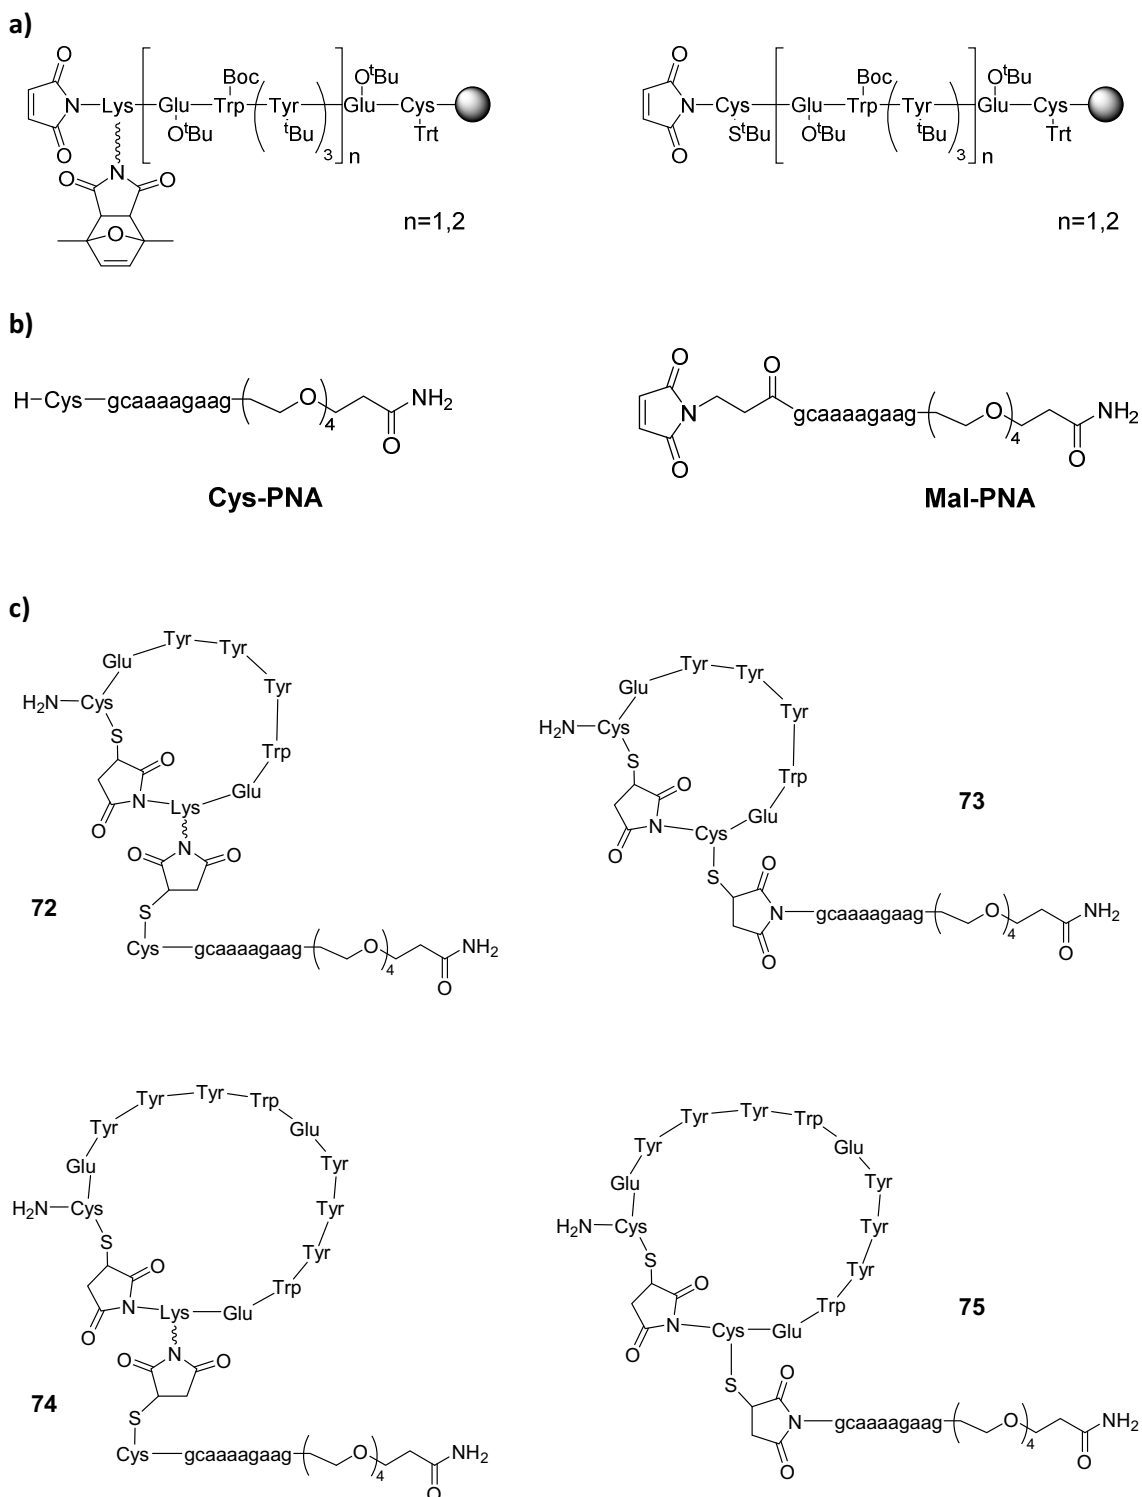 a)
O N O Lys Glu OtBu Trp Boc Tyr tBu 3 n Glu OtBu Cys Trt
N O O O
n=1,2
O N O Cys StBu Glu OtBu Trp Boc Tyr tBu 3 n Glu OtBu Cys Trt
n=1,2
b)
H Cys gcaaaagaag O 4 O NH2
Cys-PNA
O N O O gcaaaagaag O 4 O NH2
Mal-PNA
c)
H2N Cys Glu Tyr Tyr Tyr Trp Glu Lys N O O S
N O O S Cys gcaaaagaag O 4 O NH2
72
H2N Cys Glu Tyr Tyr Tyr Trp Glu Cys N O O S
S O N O gcaaaagaag O 4 O NH2
73
H2N Cys Glu Tyr Tyr Tyr Trp Glu Tyr Tyr Tyr Trp Glu Lys N O O S
N O O S Cys gcaaaagaag O 4 O NH2
74
H2N Cys Glu Tyr Tyr Tyr Trp Glu Tyr Tyr Tyr Trp Glu Cys N O O S
S O N O gcaaaagaag O 4 O NH2
75